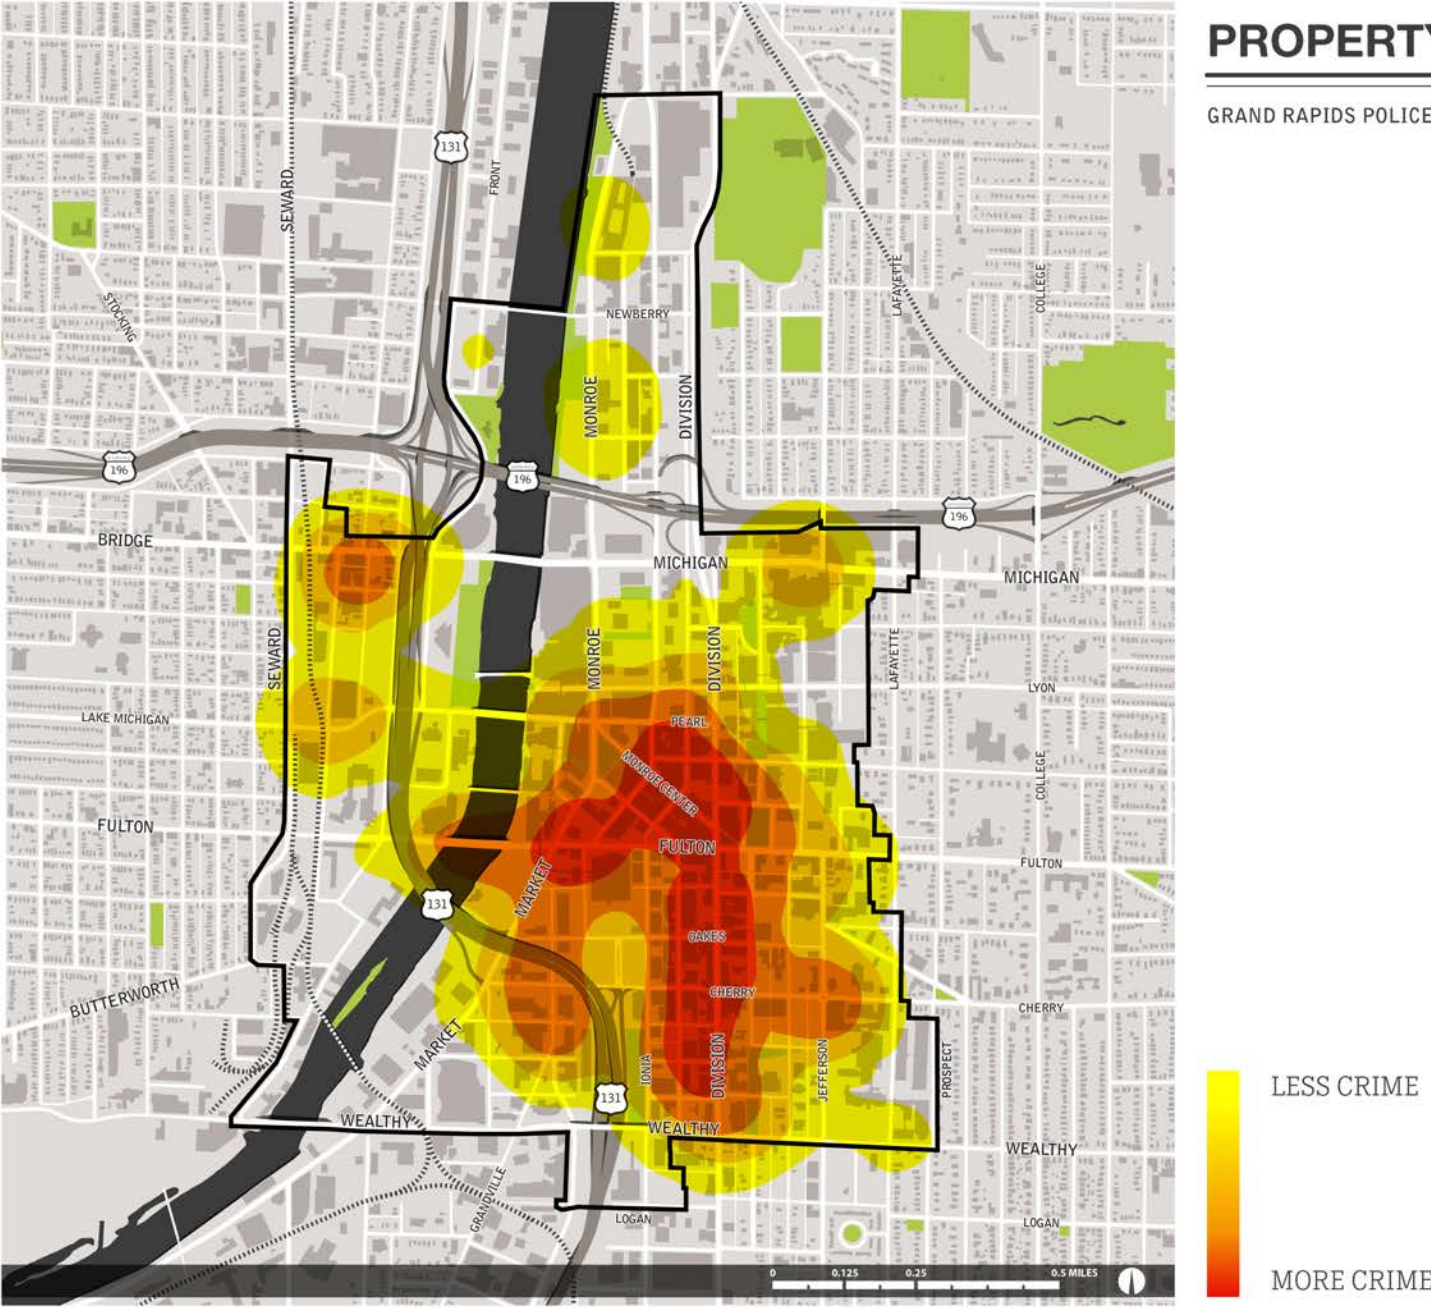 PROPERTY
GRAND RAPIDS POLICE
131
FRONT
SEWARD
STOCKING
LAFAYETTE
COLLEGE
NEWBERRY
MONROE
DIVISION
196
196
196
BRIDGE
MICHIGAN
MICHIGAN
SEWARD
MONROE
DIVISION
LAFAYETTE
LYON
LAKE MICHIGAN
PEARL
MONROE CENTER
COLLEGE
FULTON
FULTON
FULTON
MARKET
131
OAKES
BUTTERWORTH
CHERRY
CHERRY
MARKET
IONIA
DIVISION
JEFFERSON
PROSPECT
131
WEALTHY
WEALTHY
WEALTHY
GRANDVILLE
LOGAN
LOGAN
0 0.125 0.25 0.5 MILES
LESS CRIME
MORE CRIME